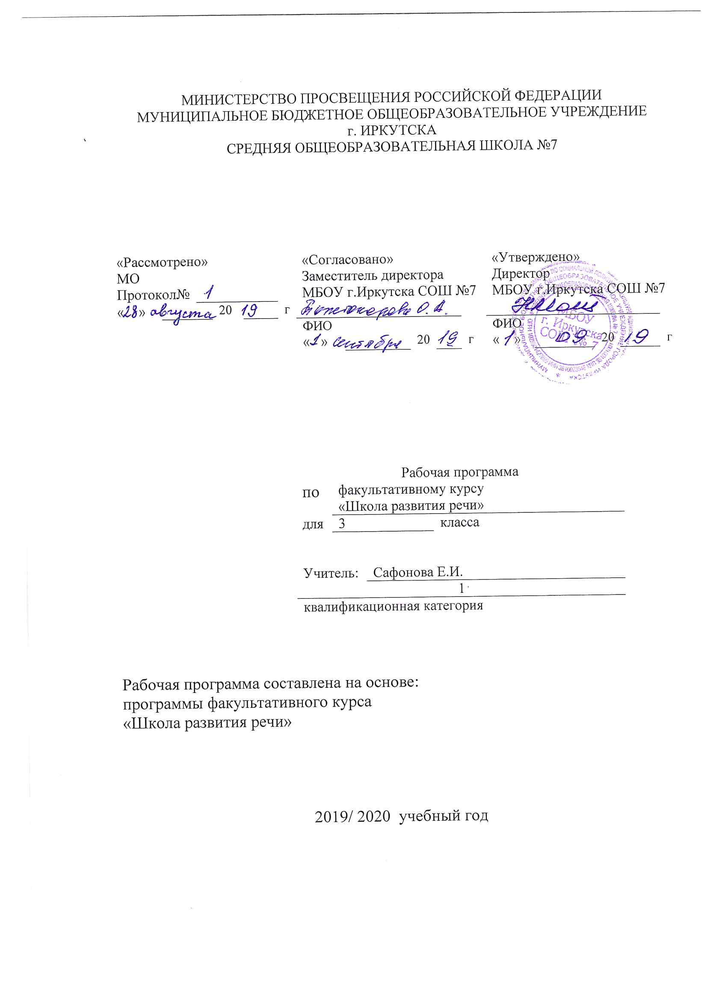 МИНИСТЕРСТВО ПРОСВЕЩЕНИЯ РОССИЙСКОЙ ФЕДЕРАЦИИ
МУНИЦИПАЛЬНОЕ БЮДЖЕТНОЕ ОБЩЕОБРАЗОВАТЕЛЬНОЕ УЧРЕЖДЕНИЕ
г. ИРКУТСКА
СРЕДНЯЯ ОБЩЕОБРАЗОВАТЕЛЬНАЯ ШКОЛА №7
«Рассмотрено»
МО
Протокол№ 1
«28» августа 20 19 г
«Согласовано»
Заместитель директора
МБОУ г.Иркутска СОШ №7
О. А.
ФИО
«1» сентября 20 19 г
«Утверждено»
Директор
МБОУ г.Иркутска СОШ №7
ФИО
«1» 09 20 19 г
МБОУ
г. Иркутска
СОШ № 7
Рабочая программа
по факультативному курсу
«Школа развития речи»
для 3 класса
Учитель: Сафонова Е.И.
1
квалификационная категория
Рабочая программа составлена на основе:
программы факультативного курса
«Школа развития речи»
2019/ 2020 учебный год